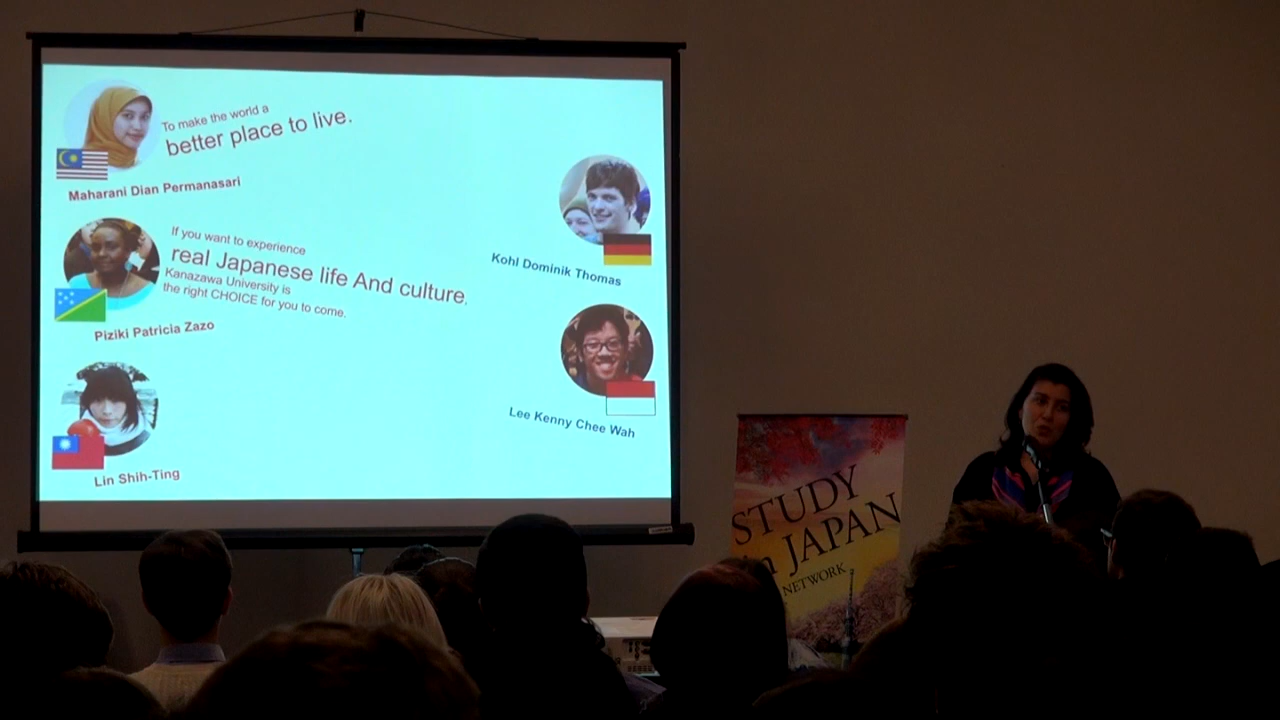 To make the world a
better place to live.
Maharani Dian Permanasari
If you want to experience
real Japanese life And culture.
Kanazawa University is
the right CHOICE for you to come.
Piziki Patricia Zazo
Lin Shih-Ting
Kohl Dominik Thomas
Lee Kenny Chee Wah
STUDY
in JAPAN
NETWORK